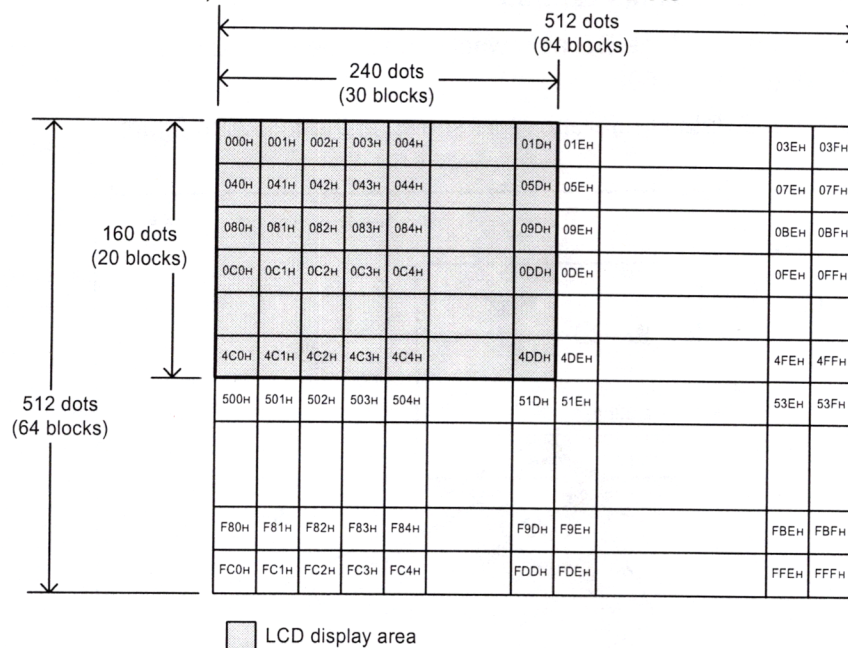 512 dots
(64 blocks)
240 dots
(30 blocks)
000H 001H 002H 003H 004H 01DH 01EH 03EH 03FH
040H 041H 042H 043H 044H 05DH 05EH 07EH 07FH
160 dots
(20 blocks)
080H 081H 082H 083H 084H 09DH 09EH 0BEH 0BFH
0C0H 0C1H 0C2H 0C3H 0C4H 0DDH 0DEH 0FEH 0FFH
4C0H 4C1H 4C2H 4C3H 4C4H 4DDH 4DEH 4FEH 4FFH
512 dots
(64 blocks)
500H 501H 502H 503H 504H 51DH 51EH 53EH 53FH
F80H F81H F82H F83H F84H F9DH F9EH FBEH FBFH
FC0H FC1H FC2H FC3H FC4H FDDH FDEH FFEH FFFH
LCD display area